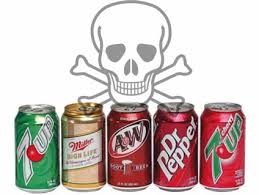 7UP
Miller
HIGH LIFE
A&W
ROOT BEER
Dr Pepper
7UP